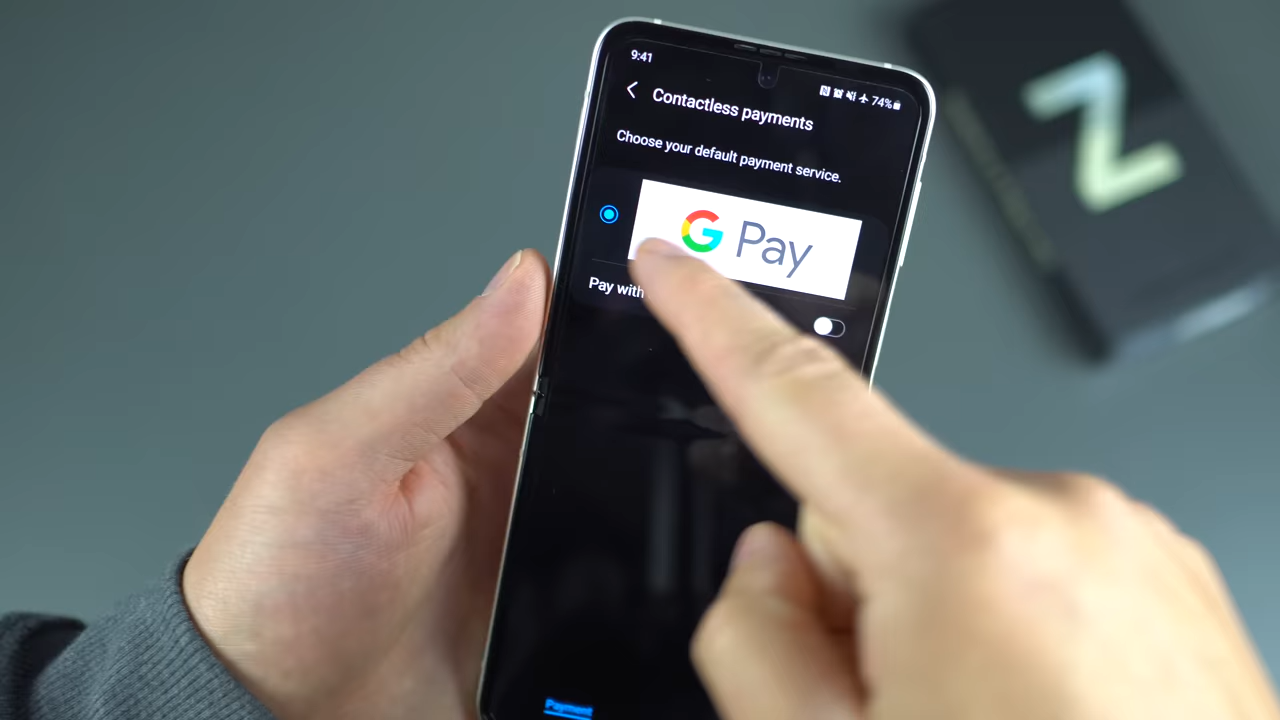 9:41
74%
Contactless payments
Choose your default payment service.
G Pay
Pay with
Payment
Z